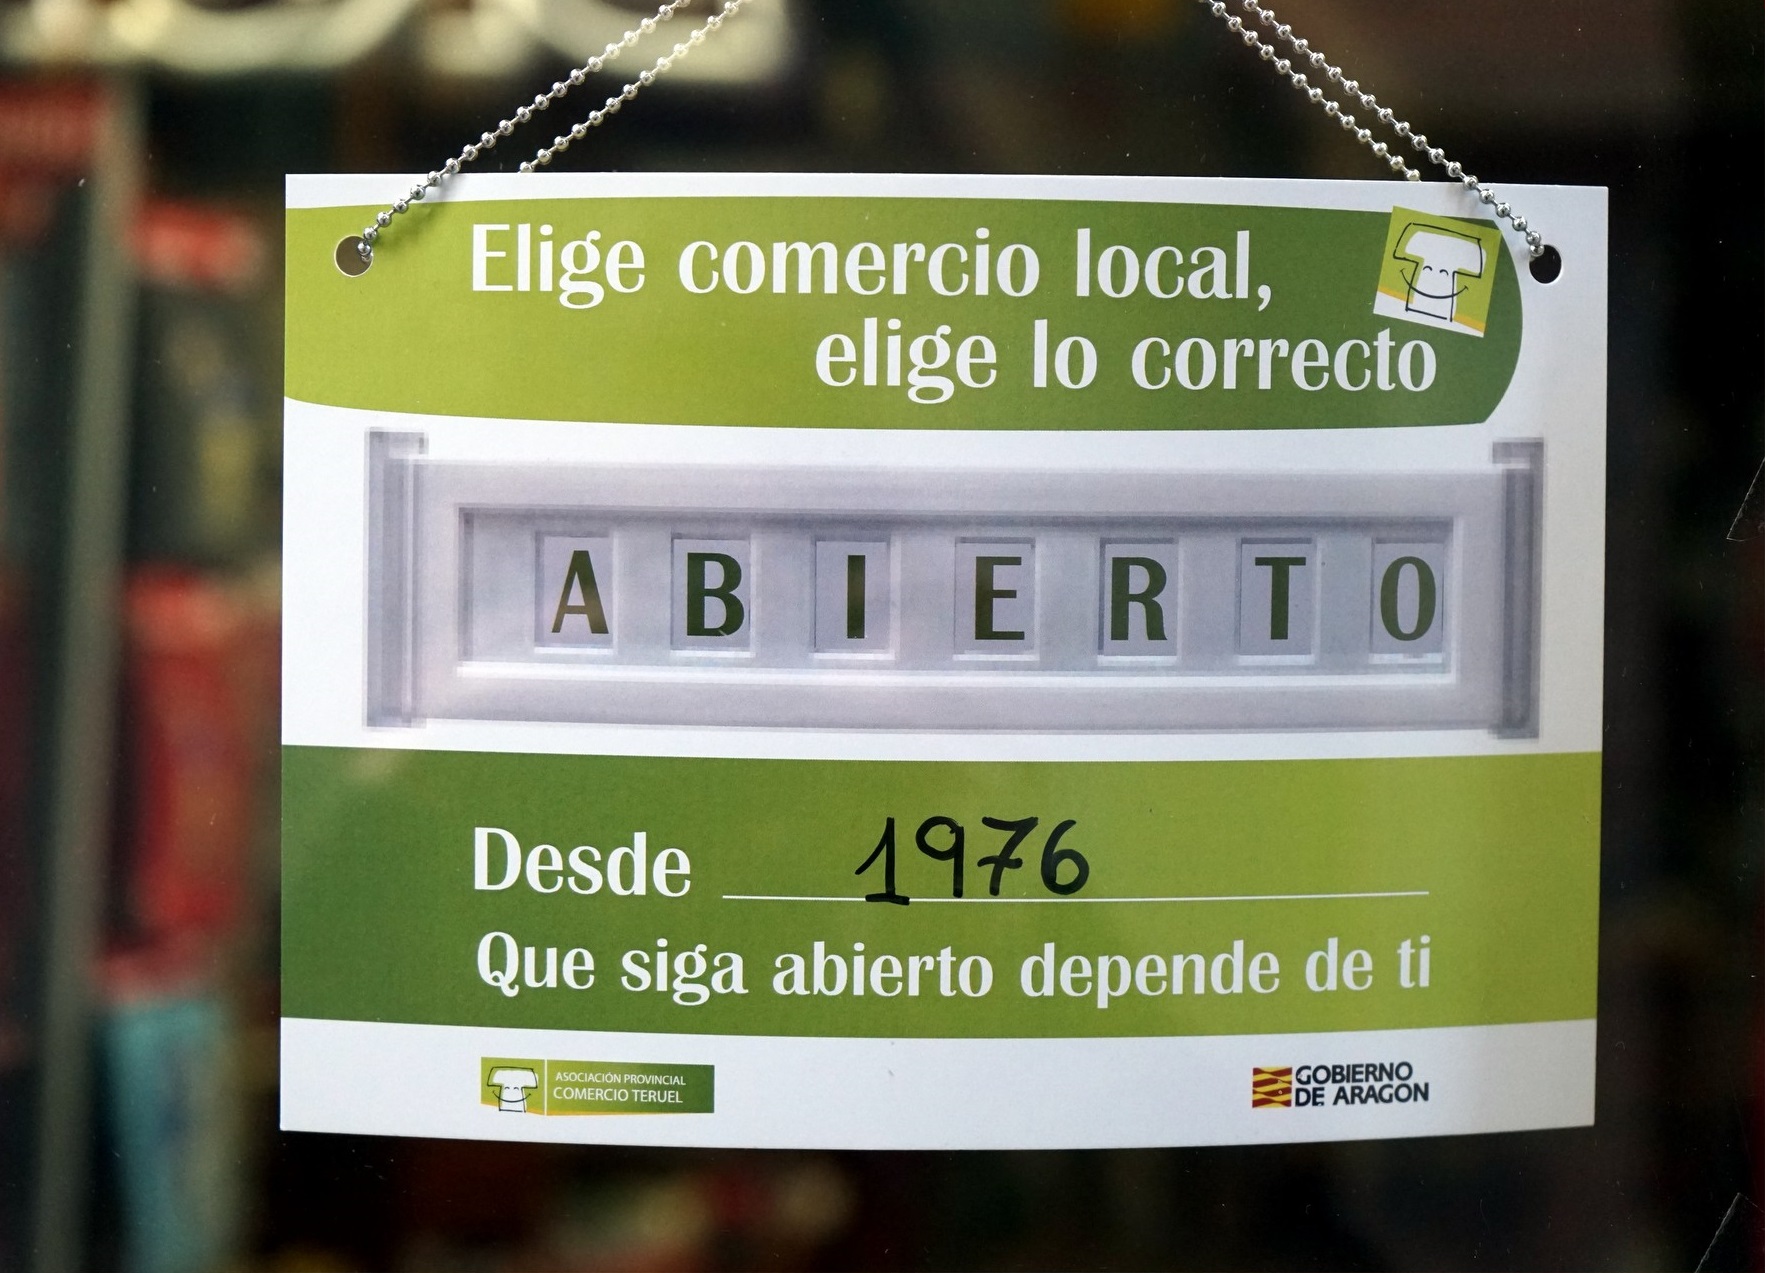 Elige comercio local,
elige lo correcto
ABIERTO
Desde 1976
Que siga abierto depende de ti
ASOCIACIÓN PROVINCIAL
COMERCIO TERUEL
GOBIERNO
DE ARAGON